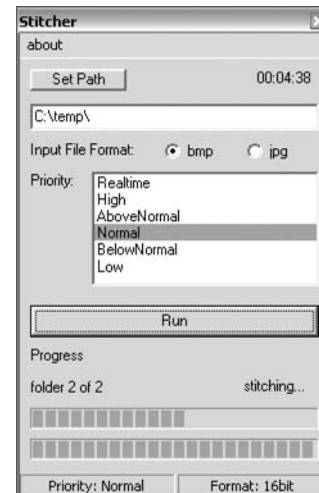 Stitcher
about
Set Path 00:04:38
C:\temp\
Input File Format: bmp jpg
Priority: Realtime
High
AboveNormal
Normal
BelowNormal
Low
Run
Progress
folder 2 of 2 stitching...
Priority: Normal Format: 16bit